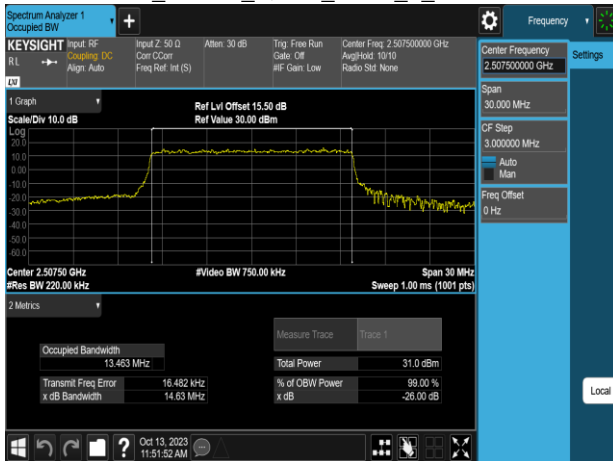 Spectrum Analyzer 1
Occupied BW
Frequency
KEYSIGHT
Input: RF
Coupling: DC
Align: Auto
Input Z: 50 Ω
Corr CCorr
Freq Ref: Int (S)
Atten: 30 dB
Trig: Free Run
Gate: Off
#IF Gain: Low
Center Freq: 2.507500000 GHz
Avg|Hold: 10/10
Radio Std: None
RL
LXI
Center Frequency
2.507500000 GHz
Settings
Span
30.000 MHz
CF Step
3.000000 MHz
Auto
Man
Freq Offset
0 Hz
1 Graph
Scale/Div 10.0 dB
Ref Lvl Offset 15.50 dB
Ref Value 30.00 dBm
Log
20.0
10.0
0.00
-10.0
-20.0
-30.0
-40.0
-50.0
-60.0
Center 2.50750 GHz
#Video BW 750.00 kHz
Span 30 MHz
#Res BW 220.00 kHz
Sweep 1.00 ms (1001 pts)
2 Metrics
Measure Trace
Trace 1
Occupied Bandwidth
13.463 MHz
Total Power
31.0 dBm
Transmit Freq Error
16.482 kHz
% of OBW Power
99.00 %
x dB Bandwidth
14.63 MHz
x dB
-26.00 dB
Local
Oct 13, 2023
11:51:52 AM